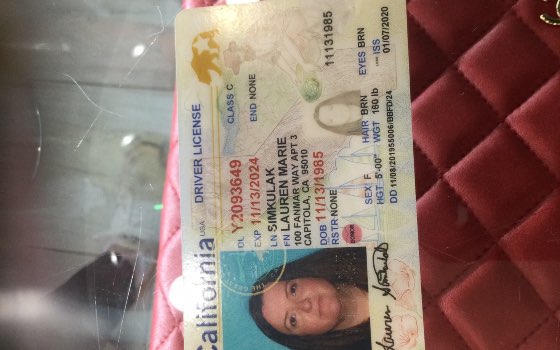 California
USA
DRIVER LICENSE
DL Y2093649
CLASS C
EXP 11/13/2024
END NONE
LN SIMKULAK
FN LAUREN MARIE
100 FANMAR WAY APT 3
CAPITOLA, CA 95010
DOB 11/13/1985
RSTR NONE
11131985
DONOR
SEX F
HAIR BRN
EYES BRN
HGT 5'-00"
WGT 160 lb
ISS
01/07/2020
DD 11/08/201955006/BBFD/24